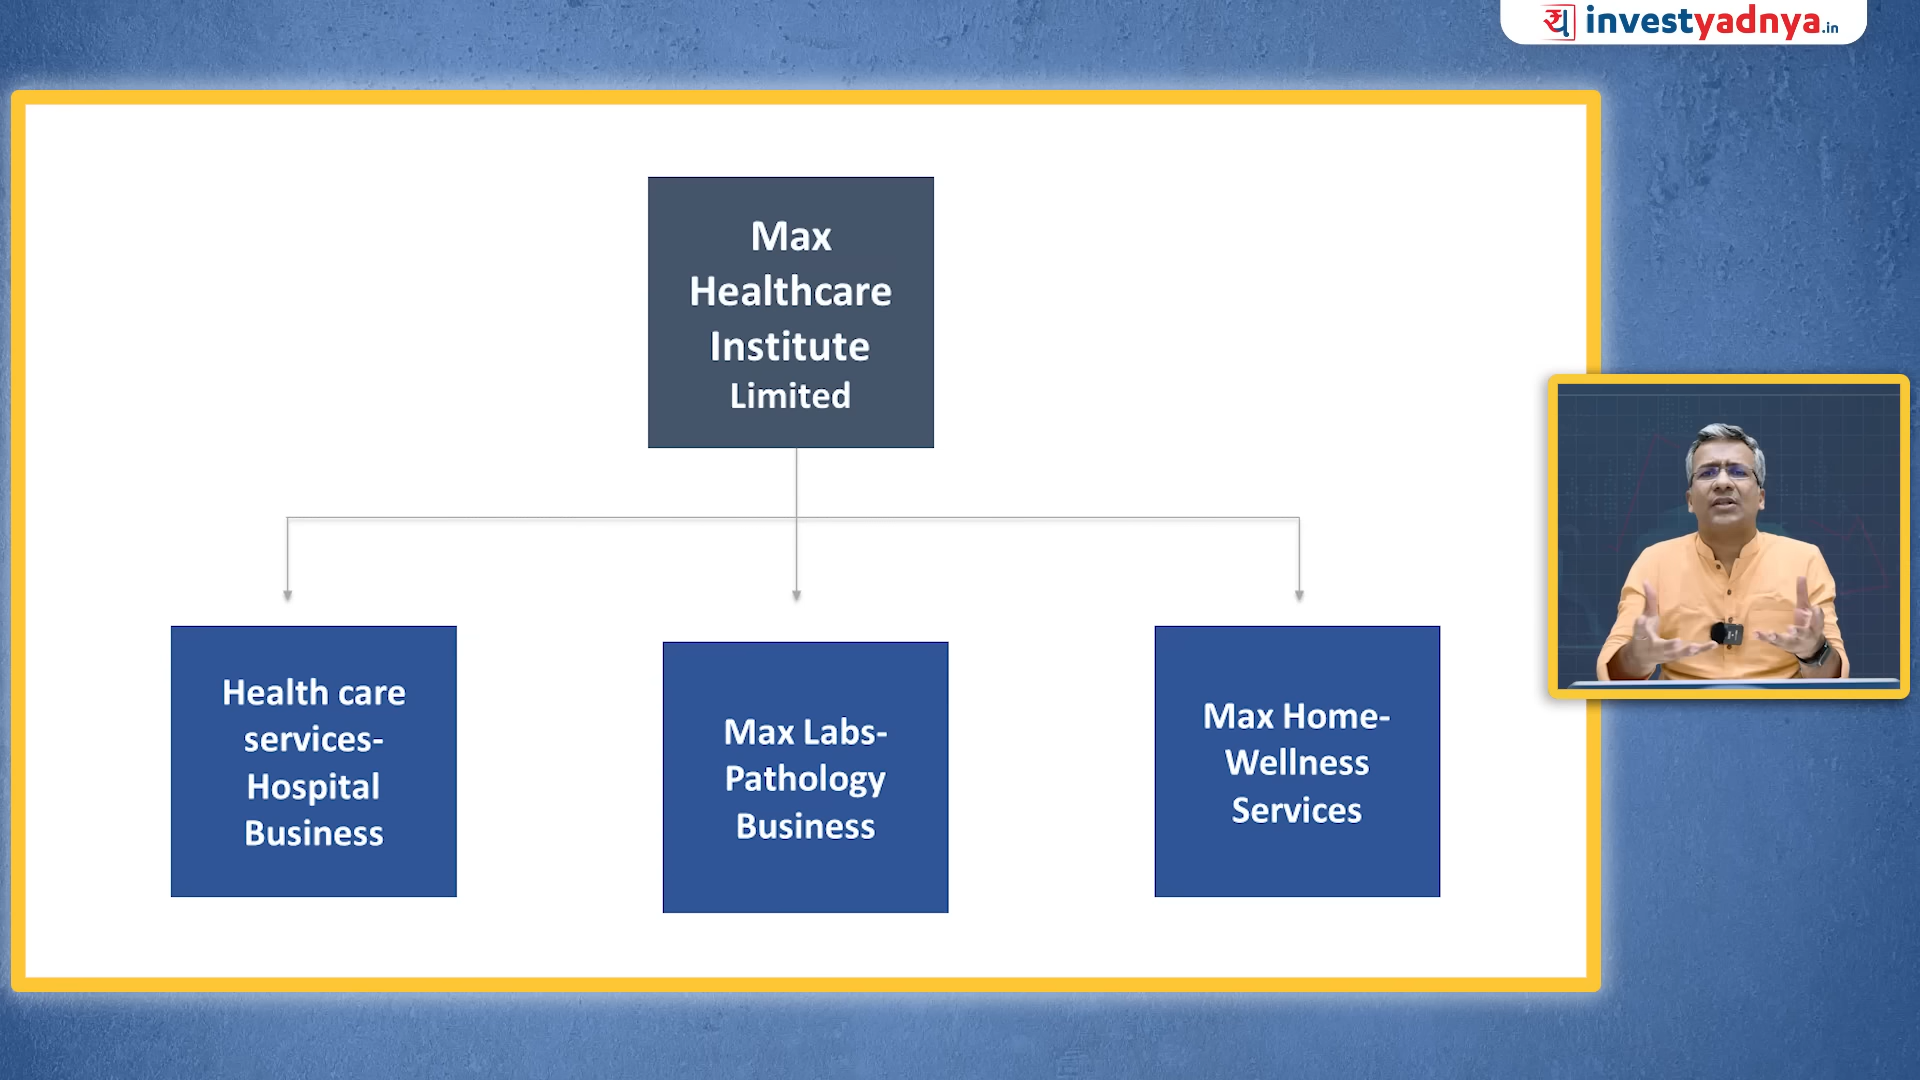 य investyadnya.in
Max
Healthcare
Institute
Limited
Health care
services-
Hospital
Business
Max Labs-
Pathology
Business
Max Home-
Wellness
Services